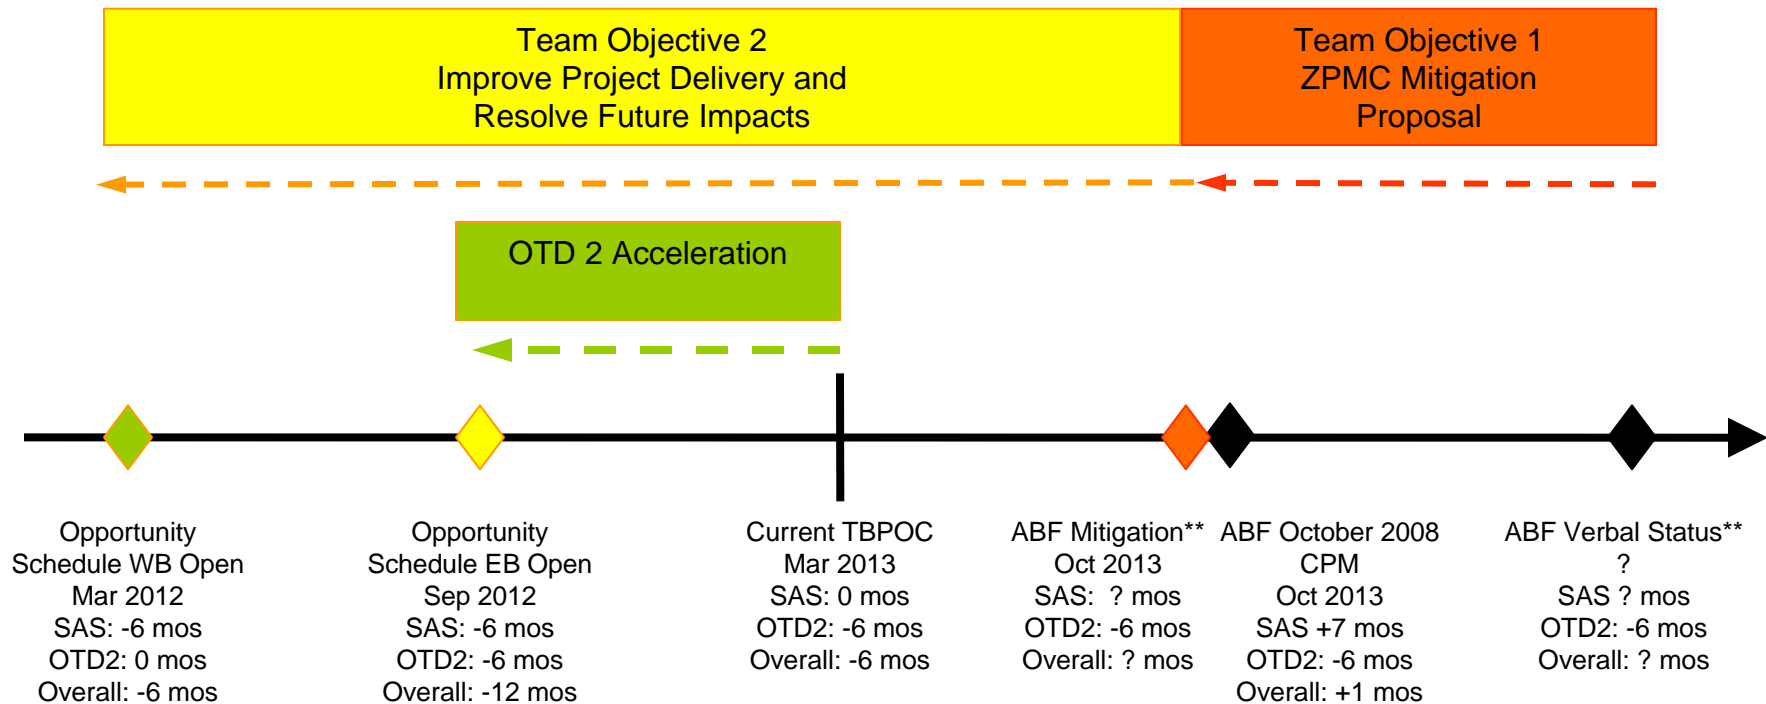 Team Objective 2
Improve Project Delivery and
Resolve Future Impacts
Team Objective 1
ZPMC Mitigation
Proposal
OTD 2 Acceleration
Opportunity
Schedule WB Open
Mar 2012
SAS: -6 mos
OTD2: 0 mos
Overall: -6 mos
Opportunity
Schedule EB Open
Sep 2012
SAS: -6 mos
OTD2: -6 mos
Overall: -12 mos
Current TBPOC
Mar 2013
SAS: 0 mos
OTD2: -6 mos
Overall: -6 mos
ABF Mitigation**
Oct 2013
SAS: ? mos
OTD2: -6 mos
Overall: ? mos
ABF October 2008
CPM
Oct 2013
SAS +7 mos
OTD2: -6 mos
Overall: +1 mos
ABF Verbal Status**
?
SAS ? mos
OTD2: -6 mos
Overall: ? mos